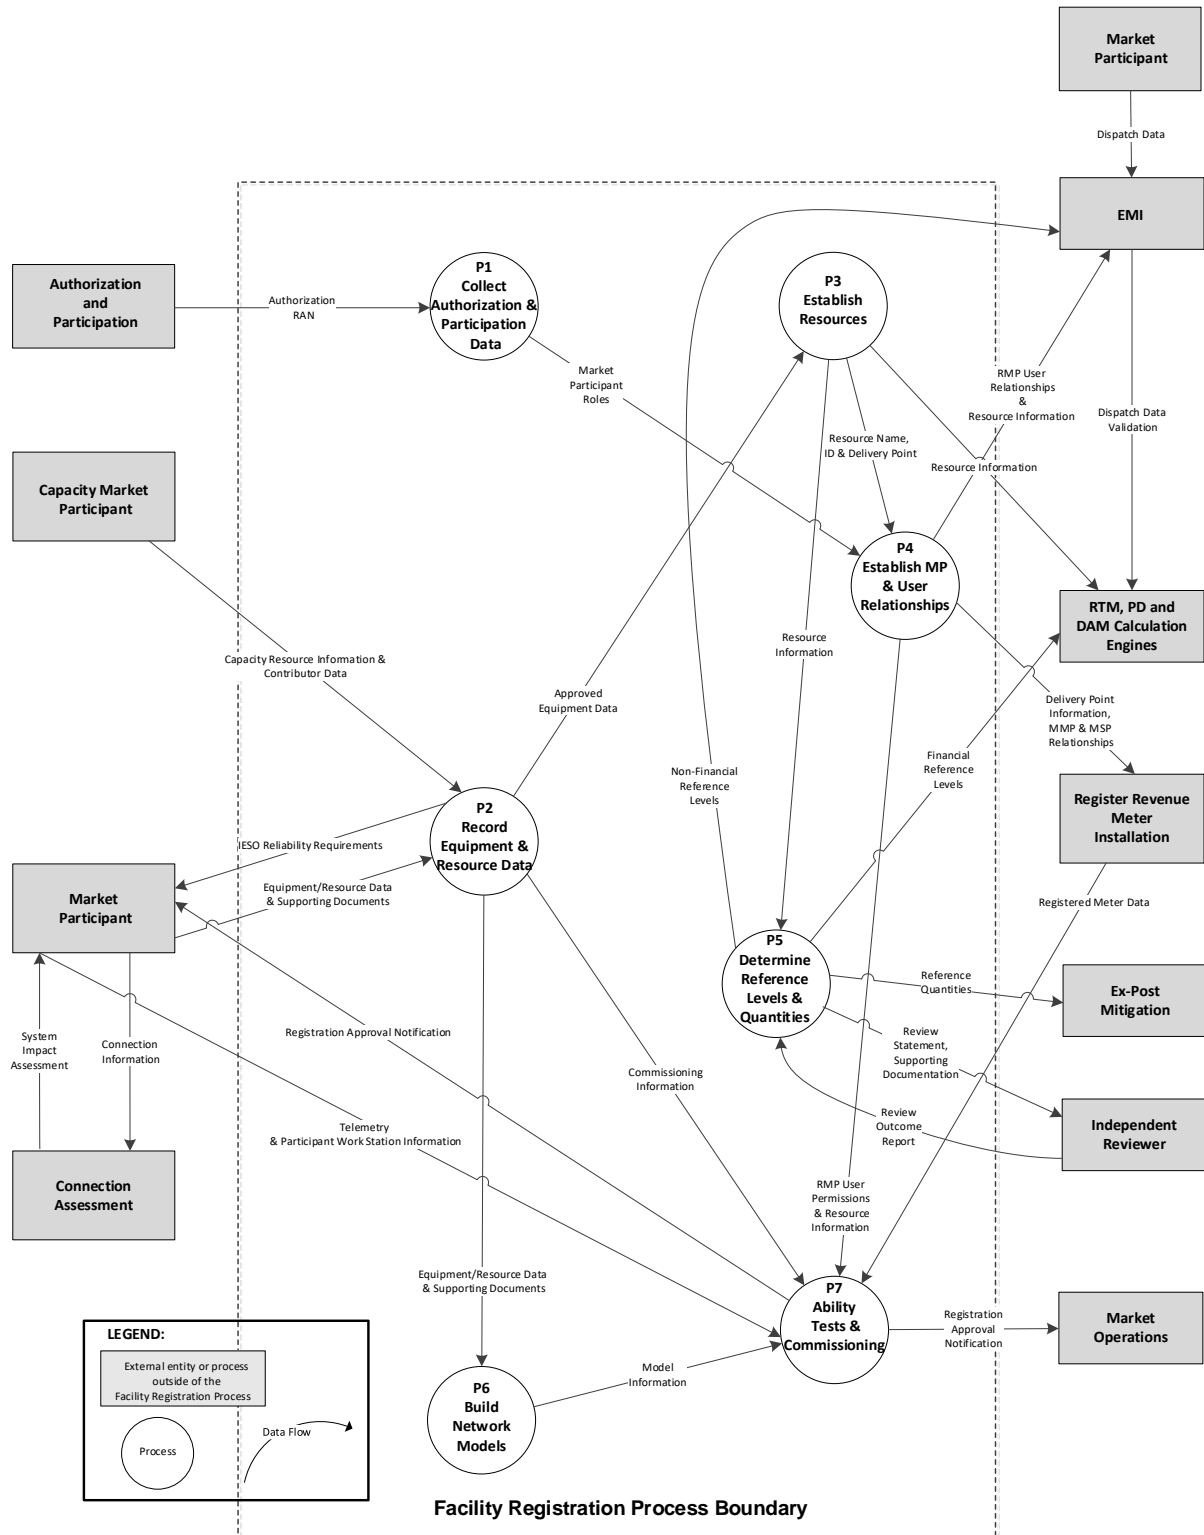 Market
Participant
Dispatch Data
EMI
P1
Collect
Authorization &
Participation
Data
P3
Establish
Resources
Authorization
and
Participation
Authorization
RAN
Market
Participant
Roles
RMP User
Relationships
&
Resource Information
Dispatch Data
Validation
Resource Name,
ID & Delivery Point
Resource Information
Capacity Market
Participant
P4
Establish MP
& User
Relationships
RTM, PD and
DAM Calculation
Engines
Resource
Information
Capacity Resource Information &
Contributor Data
Approved
Equipment Data
Delivery Point
Information,
MMP & MSP
Relationships
Non-Financial
Reference
Levels
Financial
Reference
Levels
P2
Record
Equipment &
Resource Data
Register Revenue
Meter
Installation
IESO Reliability Requirements
Market
Participant
Equipment/Resource Data
& Supporting Documents
Registered Meter Data
P5
Determine
Reference
Levels &
Quantities
Reference
Quantities
Ex-Post
Mitigation
System
Impact
Assessment
Connection
Information
Registration Approval Notification
Commissioning
Information
Review
Statement,
Supporting
Documentation
Telemetry
& Participant Work Station Information
Review
Outcome
Report
Independent
Reviewer
Connection
Assessment
RMP User
Permissions
& Resource
Information
Equipment/Resource Data
& Supporting Documents
P7
Ability
Tests &
Commissioning
Registration
Approval
Notification
Market
Operations
Model
Information
P6
Build
Network
Models
LEGEND:
External entity or process
outside of the
Facility Registration Process
Process
Data Flow
Facility Registration Process Boundary